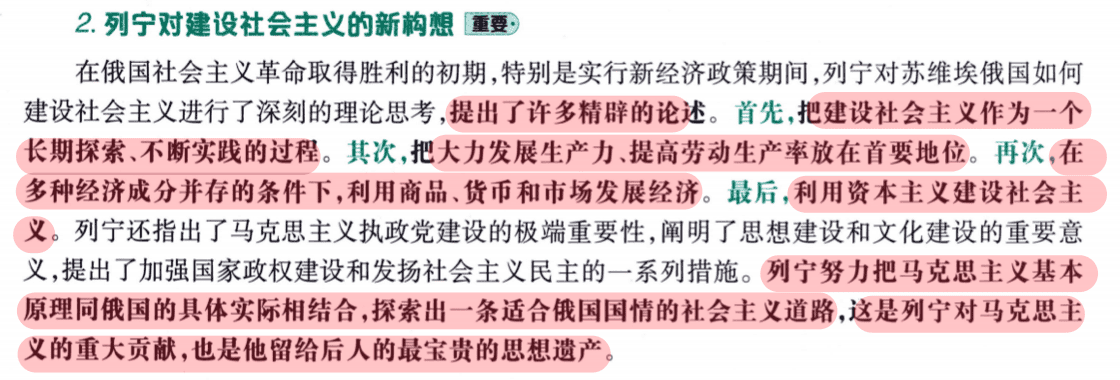 2. 列宁对建设社会主义的新构想 重要
在俄国社会主义革命取得胜利的初期,特别是实行新经济政策期间,列宁对苏维埃俄国如何
建设社会主义进行了深刻的理论思考,提出了许多精辟的论述。首先,把建设社会主义作为一个
长期探索、不断实践的过程。其次,把大力发展生产力、提高劳动生产率放在首要地位。再次,在
多种经济成分并存的条件下,利用商品、货币和市场发展经济。最后,利用资本主义建设社会主
义。列宁还指出了马克思主义执政党建设的极端重要性,阐明了思想建设和文化建设的重要意
义,提出了加强国家政权建设和发扬社会主义民主的一系列措施。列宁努力把马克思主义基本
原理同俄国的具体实际相结合,探索出一条适合俄国国情的社会主义道路,这是列宁对马克思主
义的重大贡献,也是他留给后人的最宝贵的思想遗产。